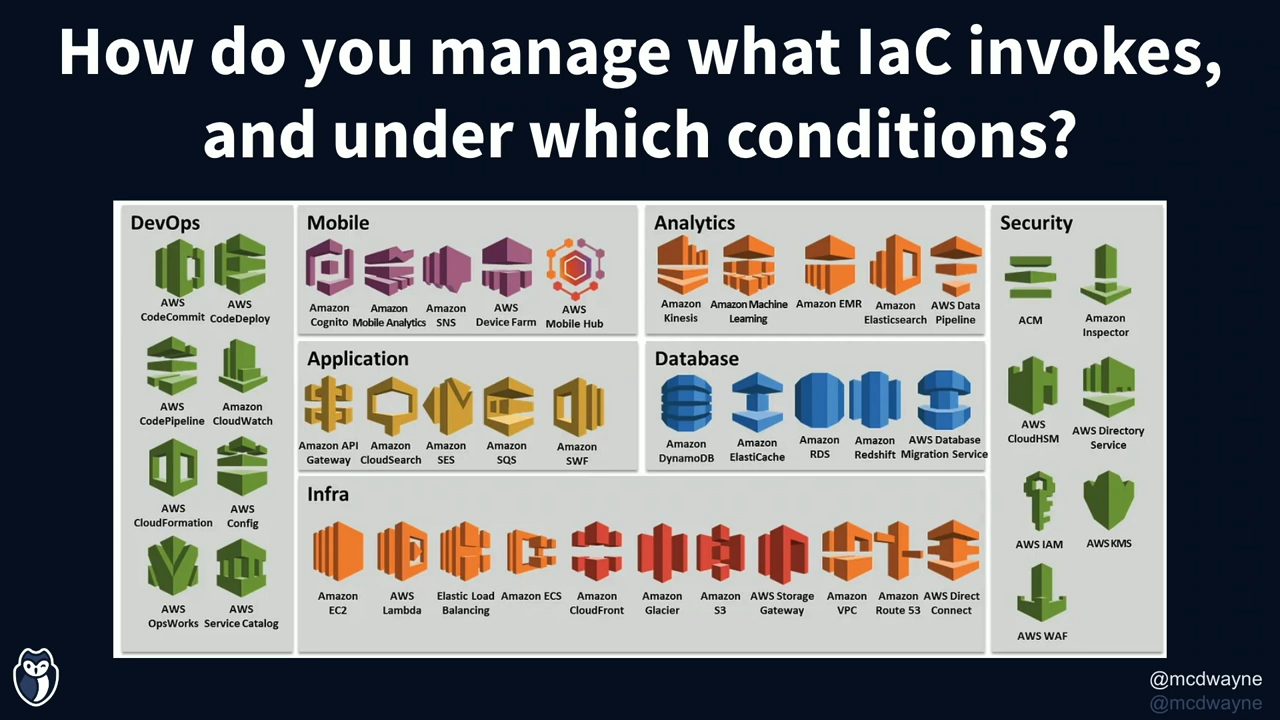 How do you manage what IaC invokes,
and under which conditions?
DevOps
AWS
CodeCommit
AWS
CodeDeploy
AWS
CodePipeline
Amazon
CloudWatch
AWS
CloudFormation
AWS
Config
AWS
OpsWorks
AWS
Service Catalog
Mobile
Amazon
Cognito
Amazon
Mobile Analytics
Amazon
SNS
AWS
Device Farm
AWS
Mobile Hub
Application
Amazon API
Gateway
Amazon
CloudSearch
Amazon
SES
Amazon
SQS
Amazon
SWF
Analytics
Amazon
Kinesis
Amazon Machine
Learning
Amazon EMR
Amazon
Elasticsearch
AWS Data
Pipeline
Database
Amazon
DynamoDB
Amazon
ElastiCache
Amazon
RDS
Amazon
Redshift
AWS Database
Migration Service
Infra
Amazon
EC2
AWS
Lambda
Elastic Load
Balancing
Amazon ECS
Amazon
CloudFront
Amazon
Glacier
Amazon
S3
AWS Storage
Gateway
Amazon
VPC
Amazon
Route 53
AWS Direct
Connect
Security
ACM
Amazon
Inspector
AWS
CloudHSM
AWS Directory
Service
AWS IAM
AWS KMS
AWS WAF
@mcdwayne
@mcdwayne